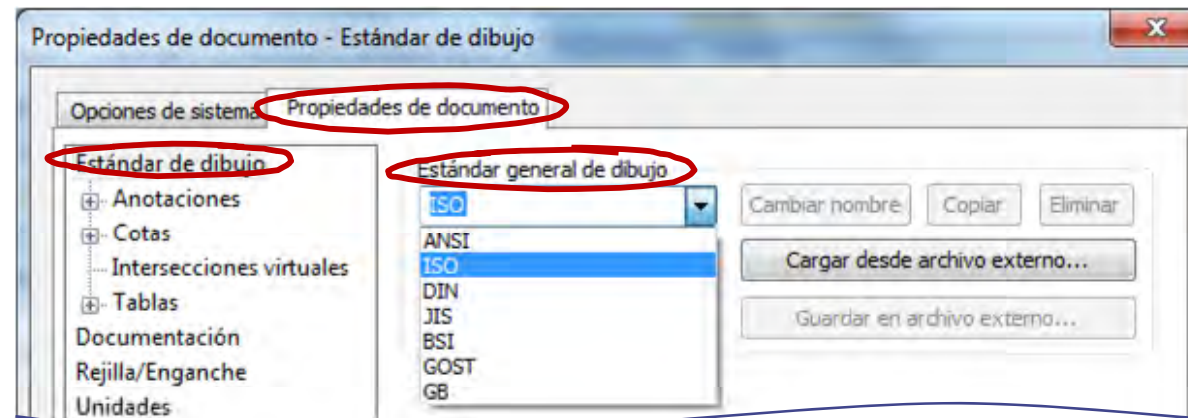 Propiedades de documento - Estándar de dibujo
Opciones de sistema
Propiedades de documento
Estándar de dibujo
Anotaciones
Cotas
Intersecciones virtuales
Tablas
Documentación
Rejilla/Enganche
Unidades
Estándar general de dibujo
ISO
ANSI
ISO
DIN
JIS
BSI
GOST
GB
Cambiar nombre
Copiar
Eliminar
Cargar desde archivo externo...
Guardar en archivo externo...